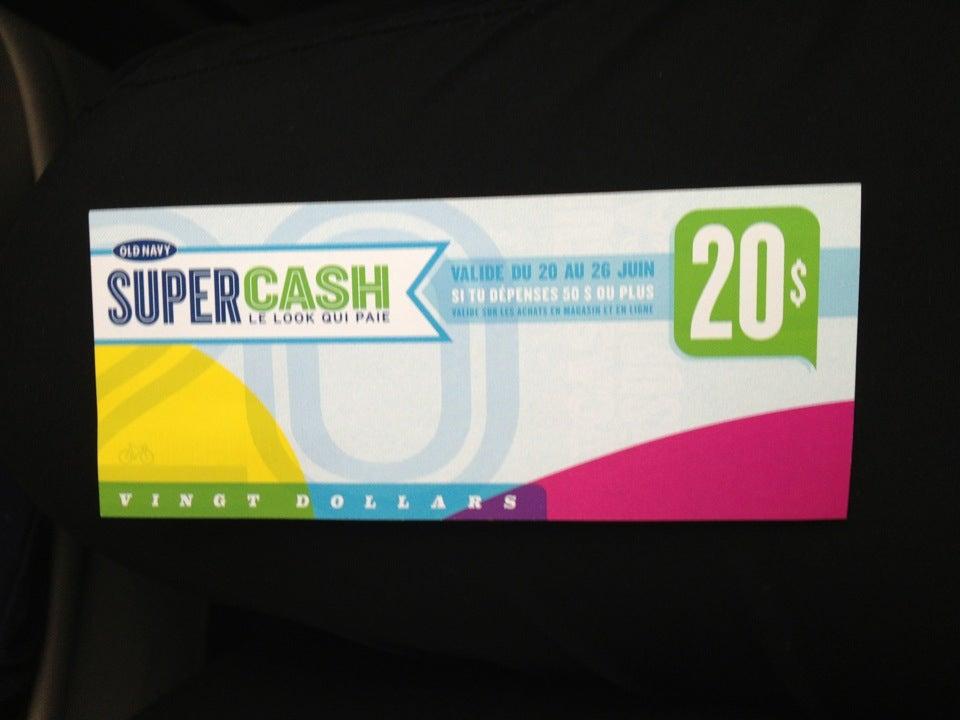 OLD NAVY
SUPERCASH
LE LOOK QUI PAIE
VALIDE DU 20 AU 26 JUIN
SI TU DÉPENSES 50 $ OU PLUS
VALIDE SUR LES ACHATS EN MAGASIN ET EN LIGNE
20$
VINGT DOLLARS